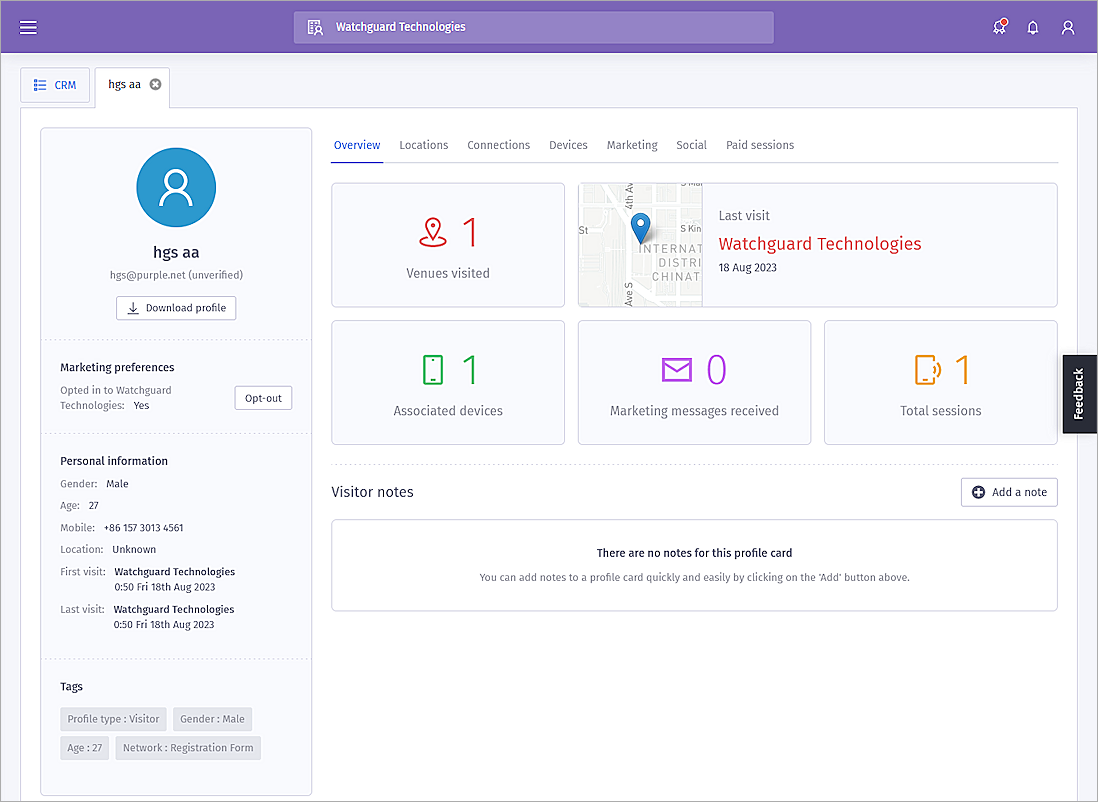 Watchguard Technologies
CRM
hgs aa
hgs aa
hgs@purple.net (unverified)
Download profile
Marketing preferences
Opted in to Watchguard
Technologies: Yes
Opt-out
Personal information
Gender: Male
Age: 27
Mobile: +86 157 3013 4561
Location: Unknown
First visit: Watchguard Technologies
0:50 Fri 18th Aug 2023
Last visit: Watchguard Technologies
0:50 Fri 18th Aug 2023
Tags
Profile type : Visitor
Gender : Male
Age : 27
Network : Registration Form
Overview
Locations
Connections
Devices
Marketing
Social
Paid sessions
1
Venues visited
4th Av
St
S Kin
INTERNAT
DISTRI
CHINAT
Ave S
Last visit
Watchguard Technologies
18 Aug 2023
1
Associated devices
0
Marketing messages received
1
Total sessions
Visitor notes
Add a note
There are no notes for this profile card
You can add notes to a profile card quickly and easily by clicking on the 'Add' button above.
Feedback